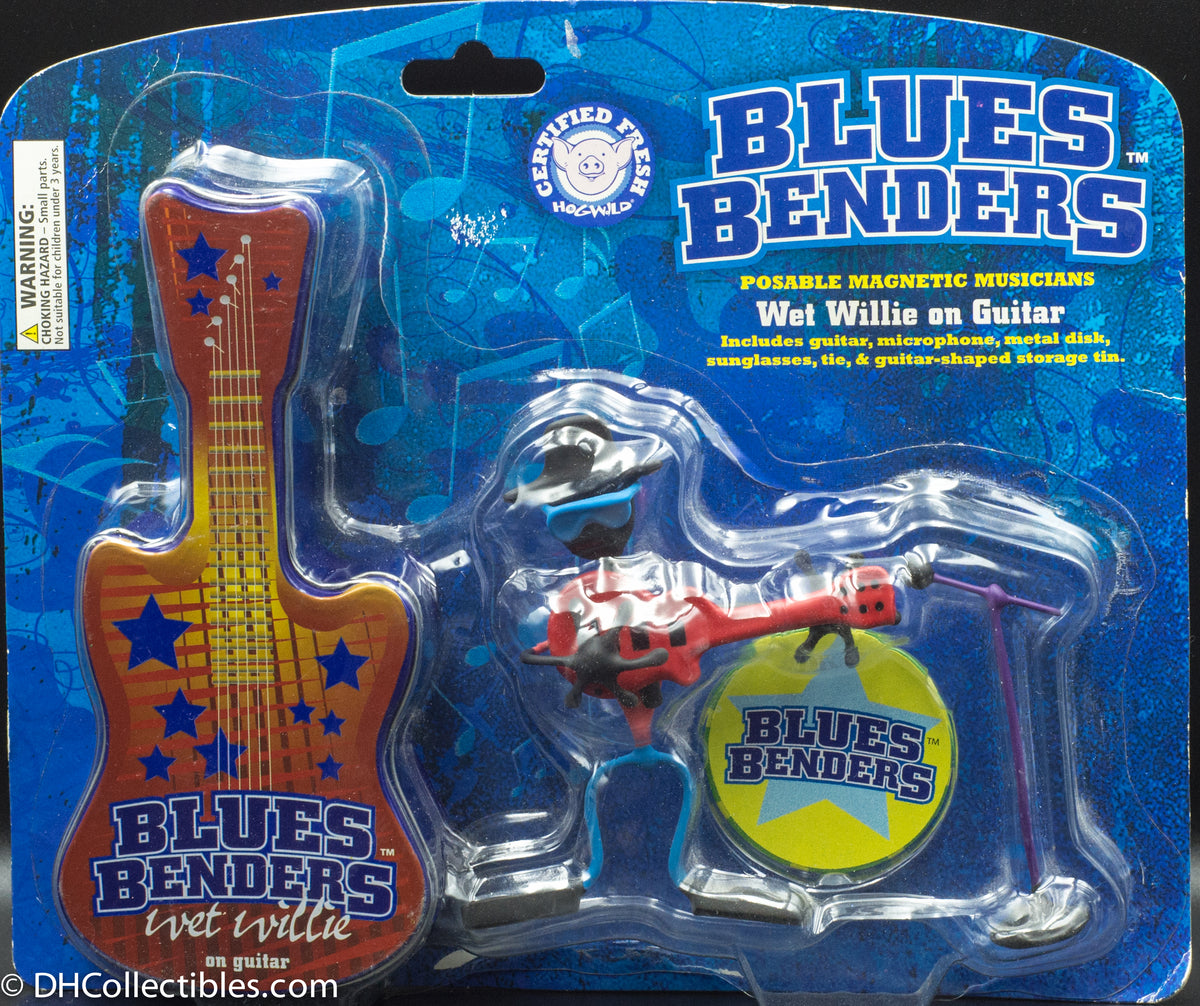 WARNING:
CHOKING HAZARD – Small parts.
Not suitable for children under 3 years.
CERTIFIED FRESH
HOGWILD®
BLUES
BENDERS™
POSABLE MAGNETIC MUSICIANS
Wet Willie on Guitar
Includes guitar, microphone, metal disk,
sunglasses, tie, & guitar-shaped storage tin.
BLUES
BENDERS™
wet willie
on guitar
BLUES™
BENDERS
© DHCollectibles.com